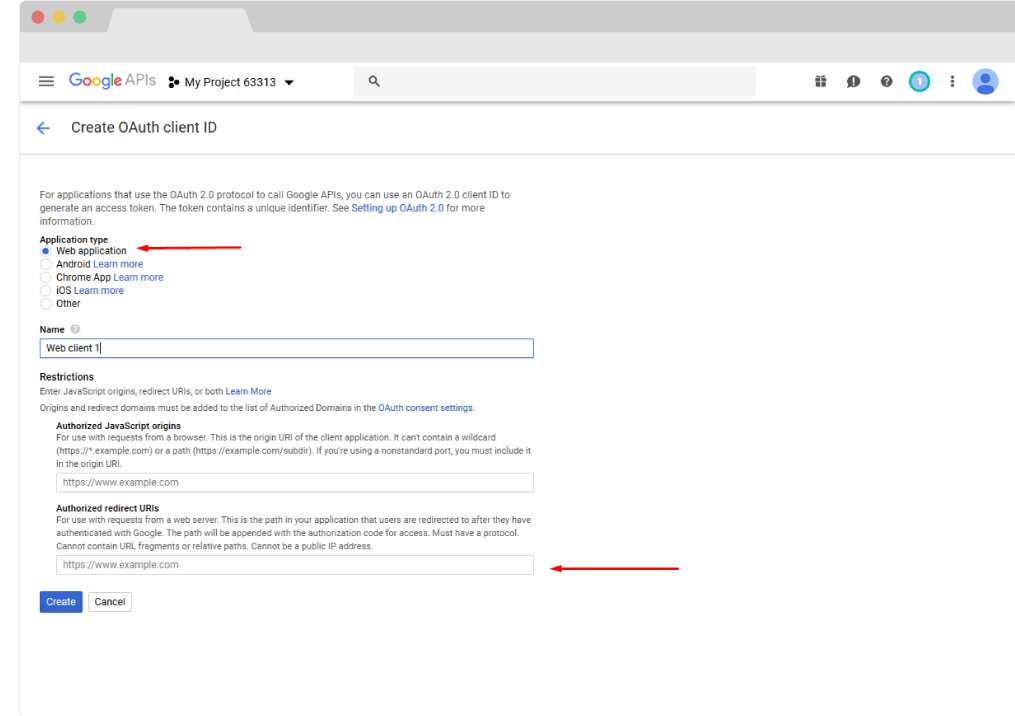 Google APIs My Project 63313
1
Create OAuth client ID
For applications that use the OAuth 2.0 protocol to call Google APIs, you can use an OAuth 2.0 client ID to
generate an access token. The token contains a unique identifier. See Setting up OAuth 2.0 for more
information.
Application type
Web application
Android Learn more
Chrome App Learn more
iOS Learn more
Other
Name
Web client 1
Restrictions
Enter JavaScript origins, redirect URIs, or both Learn More
Origins and redirect domains must be added to the list of Authorized Domains in the OAuth consent settings.
Authorized JavaScript origins
For use with requests from a browser. This is the origin URI of the client application. It can't contain a wildcard
(https://*.example.com) or a path (https://example.com/subdir). If you're using a nonstandard port, you must include it
in the origin URI.
https://www.example.com
Authorized redirect URIs
For use with requests from a web server. This is the path in your application that users are redirected to after they have
authenticated with Google. The path will be appended with the authorization code for access. Must have a protocol.
Cannot contain URL fragments or relative paths. Cannot be a public IP address.
https://www.example.com
Create Cancel